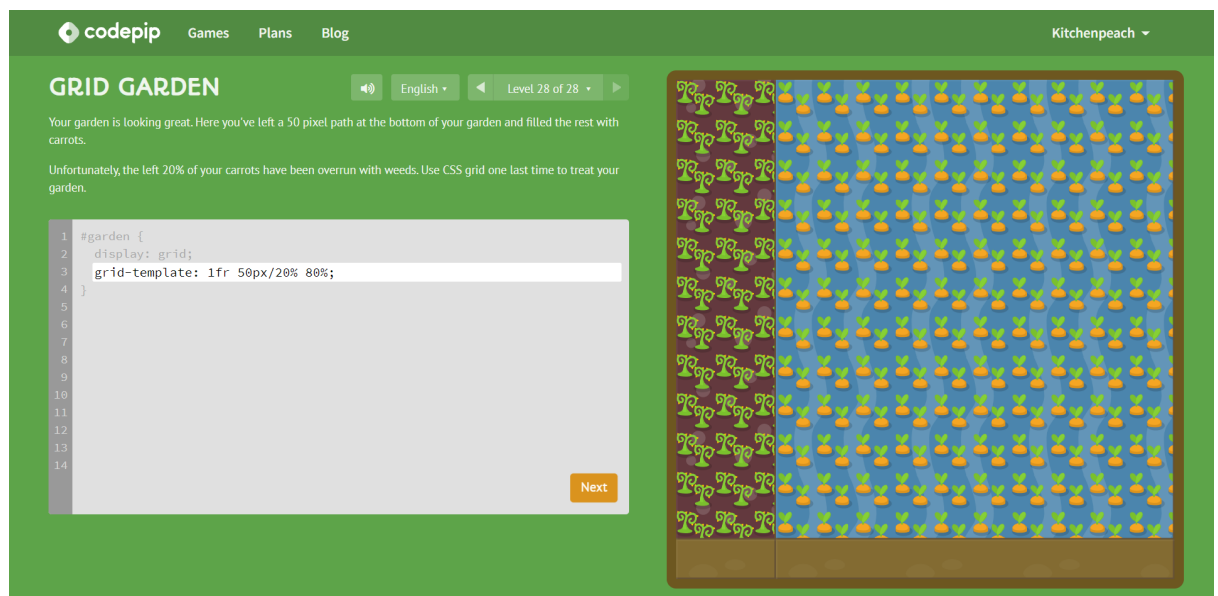 codepip Games Plans Blog Kitchenpeach
GRID GARDEN English Level 28 of 28
Your garden is looking great. Here you've left a 50 pixel path at the bottom of your garden and filled the rest with
carrots.
Unfortunately, the left 20% of your carrots have been overrun with weeds. Use CSS grid one last time to treat your
garden.
1 #garden {
2 display: grid;
3 grid-template: 1fr 50px/20% 80%;
4 }
5
6
7
8
9
10
11
12
13
14
Next